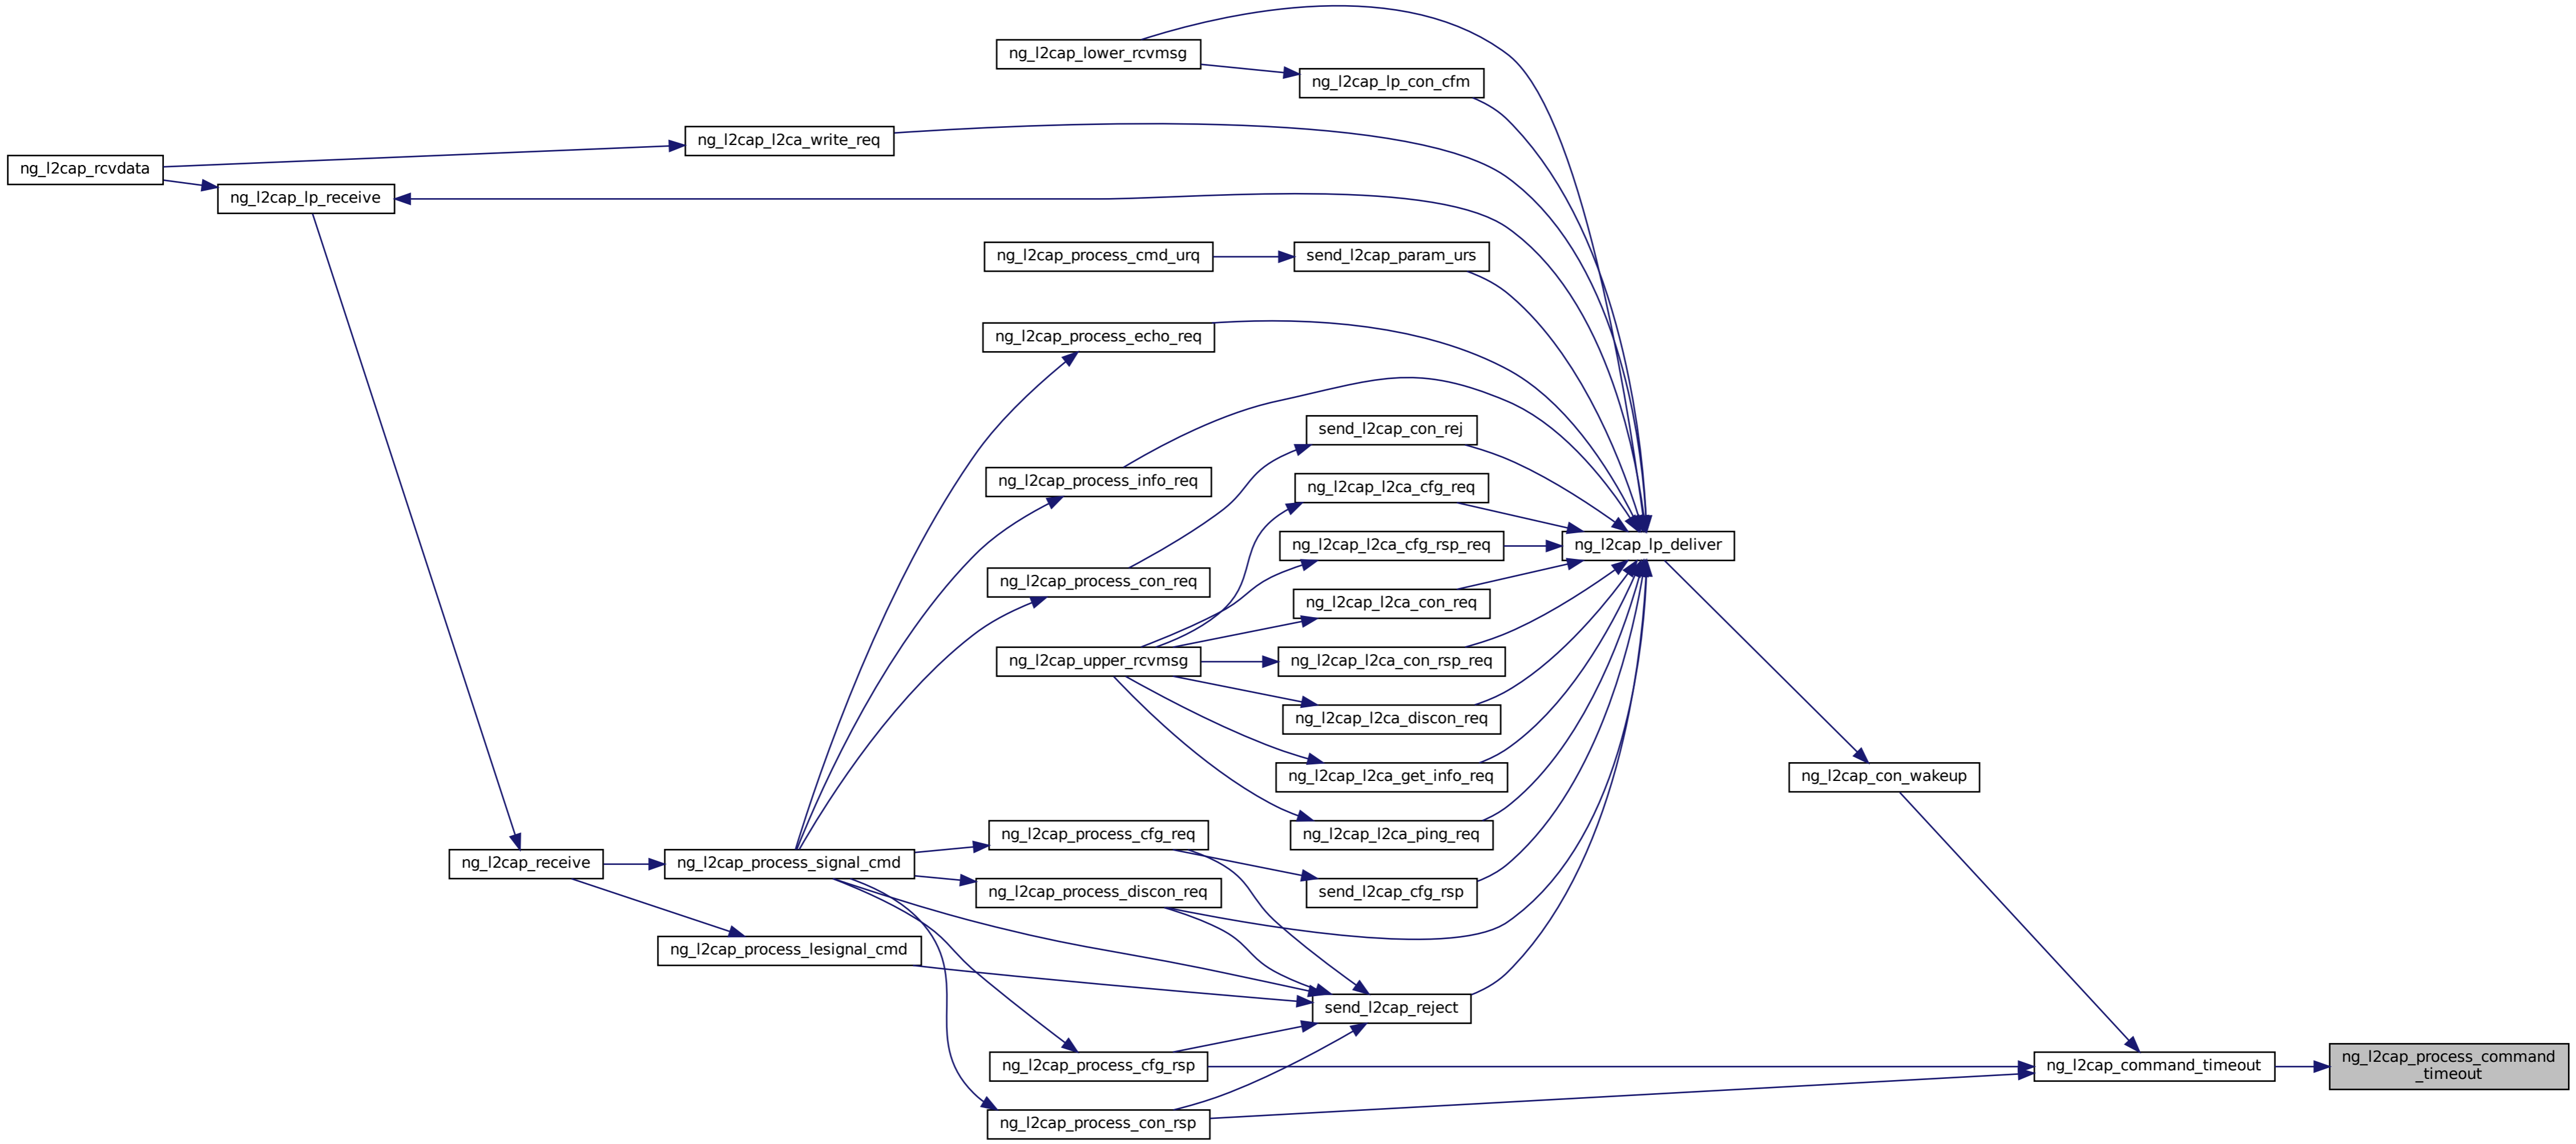 ng_l2cap_lower_rcvmsg
ng_l2cap_lp_con_cfm
ng_l2cap_l2ca_write_req
ng_l2cap_rcvdata
ng_l2cap_lp_receive
ng_l2cap_process_cmd_urq
send_l2cap_param_urs
ng_l2cap_process_echo_req
send_l2cap_con_rej
ng_l2cap_process_info_req
ng_l2cap_l2ca_cfg_req
ng_l2cap_l2ca_cfg_rsp_req
ng_l2cap_lp_deliver
ng_l2cap_process_con_req
ng_l2cap_l2ca_con_req
ng_l2cap_upper_rcvmsg
ng_l2cap_l2ca_con_rsp_req
ng_l2cap_l2ca_discon_req
ng_l2cap_l2ca_get_info_req
ng_l2cap_con_wakeup
ng_l2cap_process_cfg_req
ng_l2cap_l2ca_ping_req
ng_l2cap_receive
ng_l2cap_process_signal_cmd
ng_l2cap_process_discon_req
send_l2cap_cfg_rsp
ng_l2cap_process_lesignal_cmd
send_l2cap_reject
ng_l2cap_process_cfg_rsp
ng_l2cap_command_timeout
ng_l2cap_process_command
_timeout
ng_l2cap_process_con_rsp